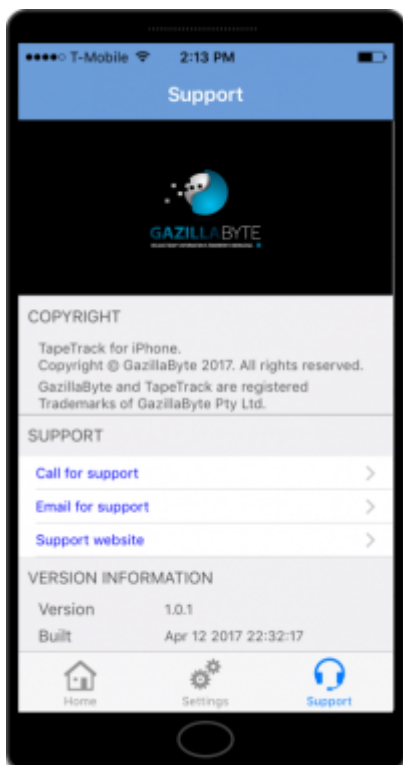 T-Mobile 2:13 PM
Support
GAZILLABYTE
COPYRIGHT
TapeTrack for iPhone.
Copyright © GazillaByte 2017. All rights reserved.
GazillaByte and TapeTrack are registered
Trademarks of GazillaByte Pty Ltd.
SUPPORT
Call for support
Email for support
Support website
VERSION INFORMATION
Version 1.0.1
Built Apr 12 2017 22:32:17
Home Settings Support